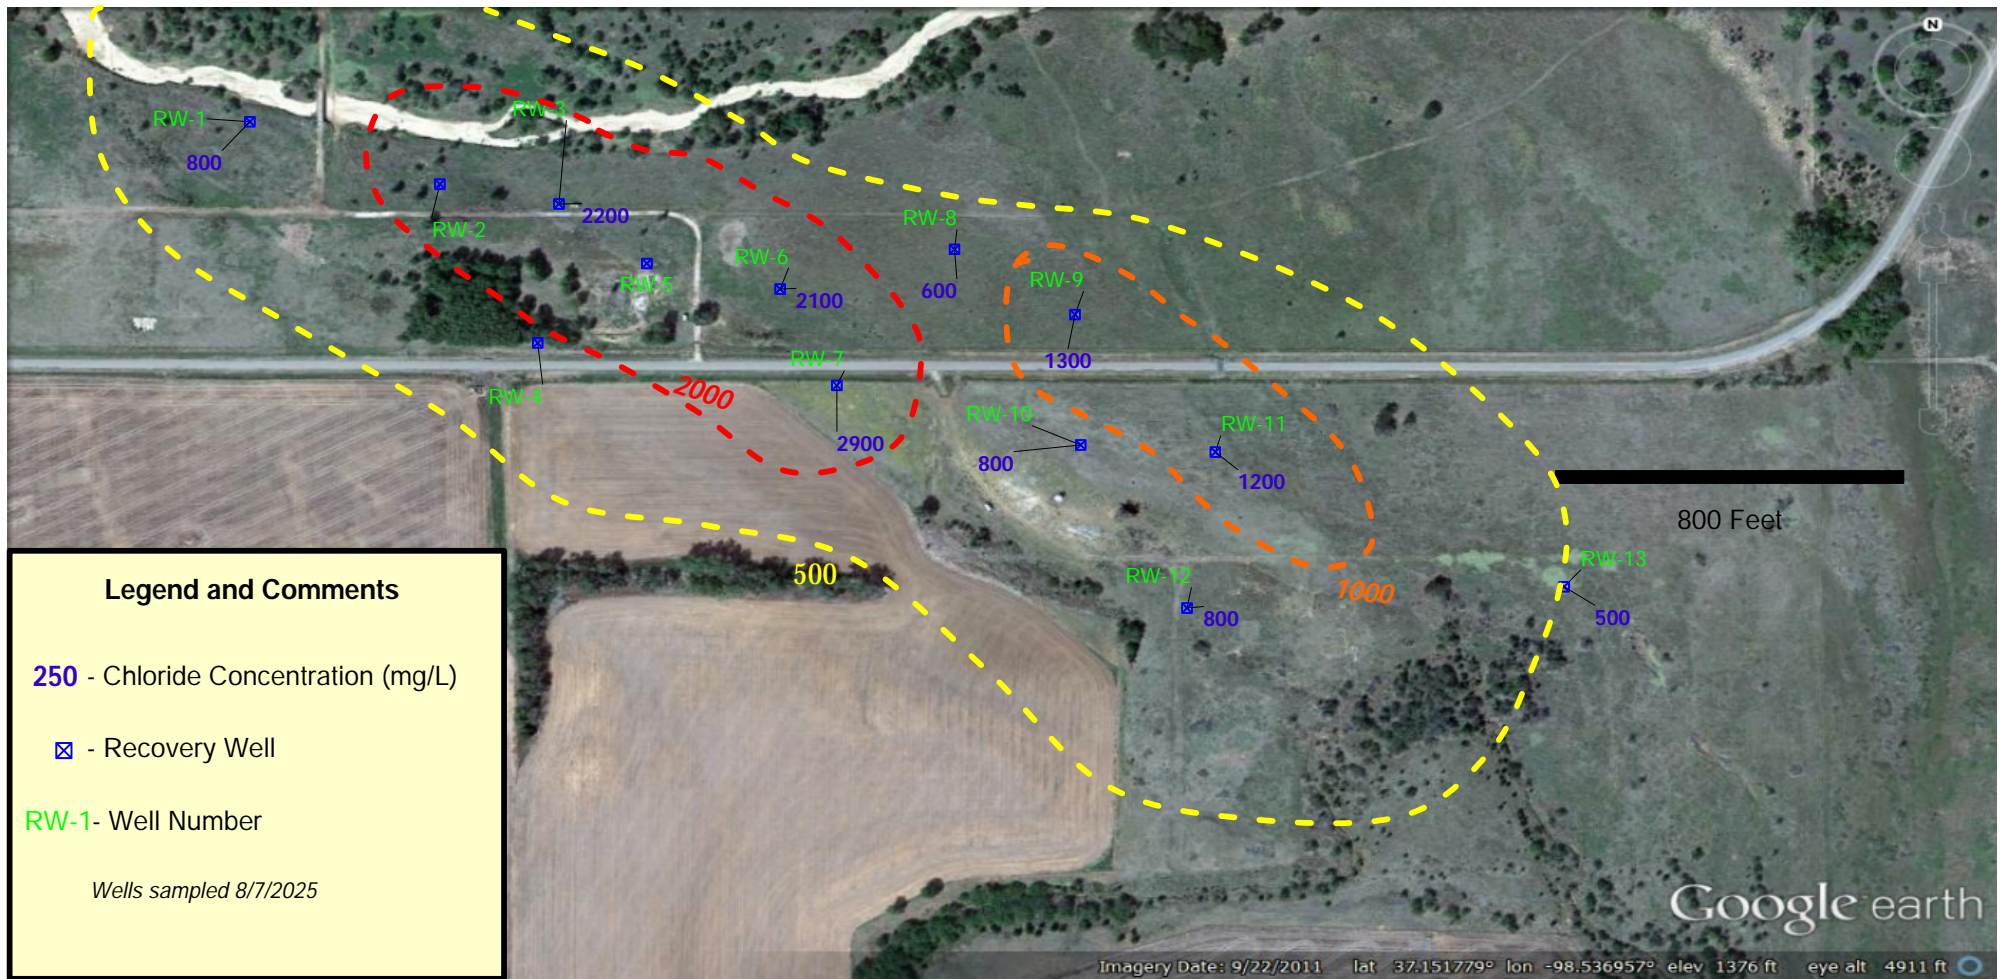 N
RW-1
800
RW-3
2200
RW-2
RW-5
RW-6
2100
RW-8
600
RW-9
1300
RW-7
2900
RW-4
2000
RW-10
800
RW-11
1200
800 Feet
500
RW-12
800
1000
RW-13
500
Legend and Comments
250 - Chloride Concentration (mg/L)
- Recovery Well
RW-1- Well Number
Wells sampled 8/7/2025
Google earth
Imagery Date: 9/22/2011 lat 37.151779° lon -98.536957° elev 1376 ft eye alt 4911 ft